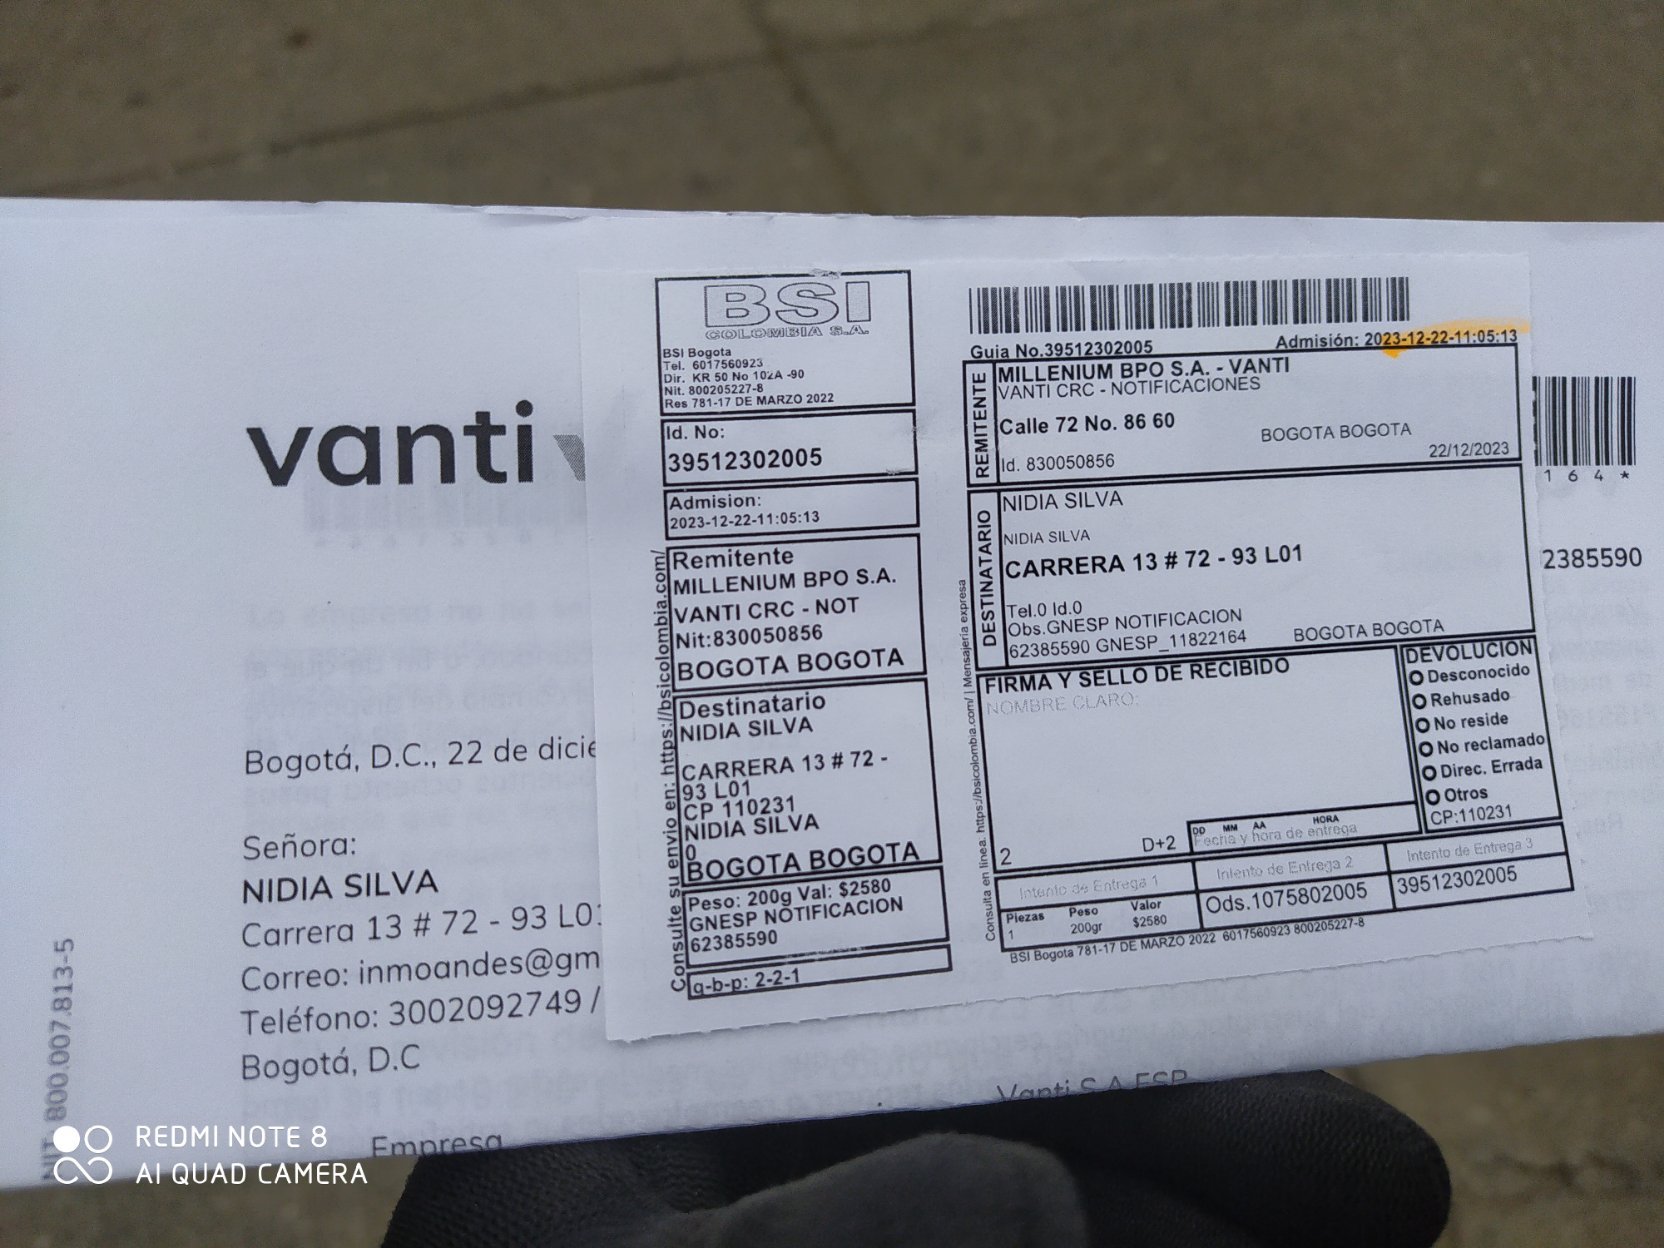 vanti
Bogotá, D.C., 22 de dicie
Señora:
NIDIA SILVA
Carrera 13 # 72 - 93 L01
Correo: inmoandes@gm
Teléfono: 3002092749 /
Bogotá, D.C
Empresa
Vanti S.A ESP
NIT. 800.007.813-5
BSI
COLOMBIA S.A.
BSI Bogota
Tel. 6017560923
Dir. KR 50 No 102A -90
Nit. 800205227-8
Res 781-17 DE MARZO 2022
Id. No:
39512302005
Admision:
2023-12-22-11:05:13
Remitente
MILLENIUM BPO S.A.
VANTI CRC - NOT
Nit:830050856
BOGOTA BOGOTA
Destinatario
NIDIA SILVA
CARRERA 13 # 72 -
93 L01
CP 110231
NIDIA SILVA
0
BOGOTA BOGOTA
Peso: 200g Val: $2580
GNESP NOTIFICACION
62385590
q-b-p: 2-2-1
Consulte su envio en: https://bsicolombia.com/
Guia No.39512302005 Admisión: 2023-12-22-11:05:13
REMITENTE
MILLENIUM BPO S.A. - VANTI
VANTI CRC - NOTIFICACIONES
Calle 72 No. 86 60
BOGOTA BOGOTA
22/12/2023
Id. 830050856
DESTINATARIO
NIDIA SILVA
NIDIA SILVA
CARRERA 13 # 72 - 93 L01
Tel.0 Id.0
Obs.GNESP NOTIFICACION
62385590 GNESP_11822164 BOGOTA BOGOTA
FIRMA Y SELLO DE RECIBIDO
NOMBRE CLARO:
DEVOLUCION
Desconocido
Rehusado
No reside
No reclamado
Direc. Errada
Otros
CP:110231
2 D+2
DD MM AA HORA
Fecha y hora de entrega
Intento de Entrega 1 Intento de Entrega 2 Intento de Entrega 3
Piezas Peso Valor
1 200gr $2580
Ods.1075802005 39512302005
BSI Bogota 781-17 DE MARZO 2022 6017560923 800205227-8
Consulta en linea. https://bsicolombia.com/ | Mensajeria expresa
164*
2385590
REDMI NOTE 8
AI QUAD CAMERA